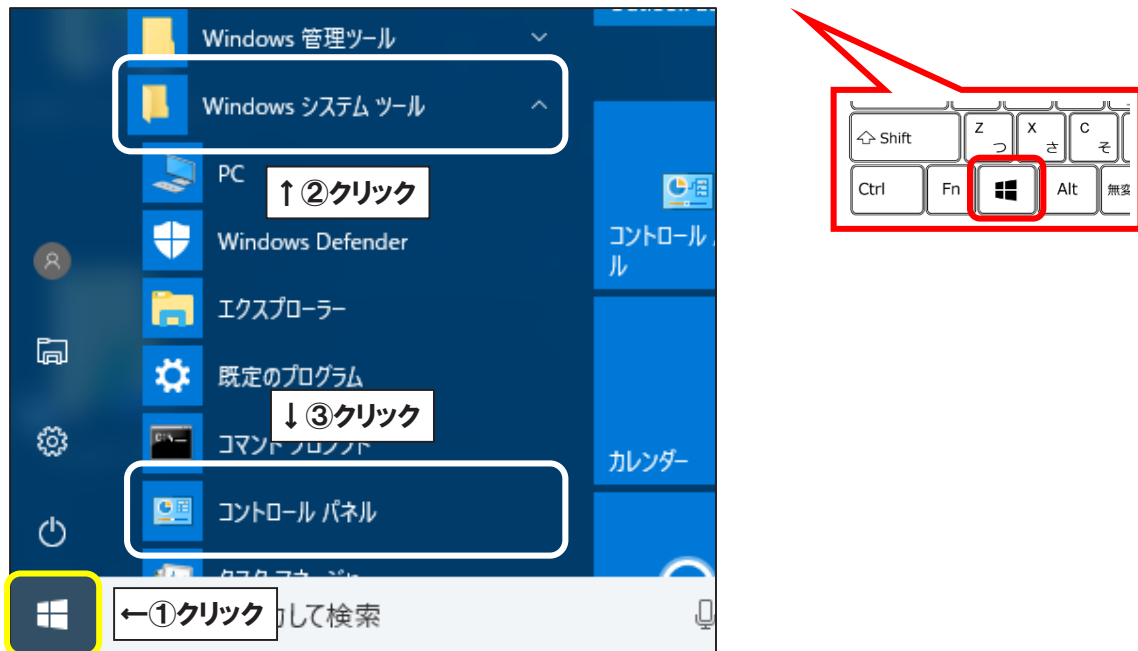 Windows 管理ツール
Windows システム ツール
PC
↑②クリック
Windows Defender
エクスプローラー
既定のプログラム
↓③クリック
コントロール パネル
←①クリック
して検索
コントロール
ル
カレンダー
Shift
Z
つ
X
さ
C
そ
Ctrl
Fn
Alt
無変